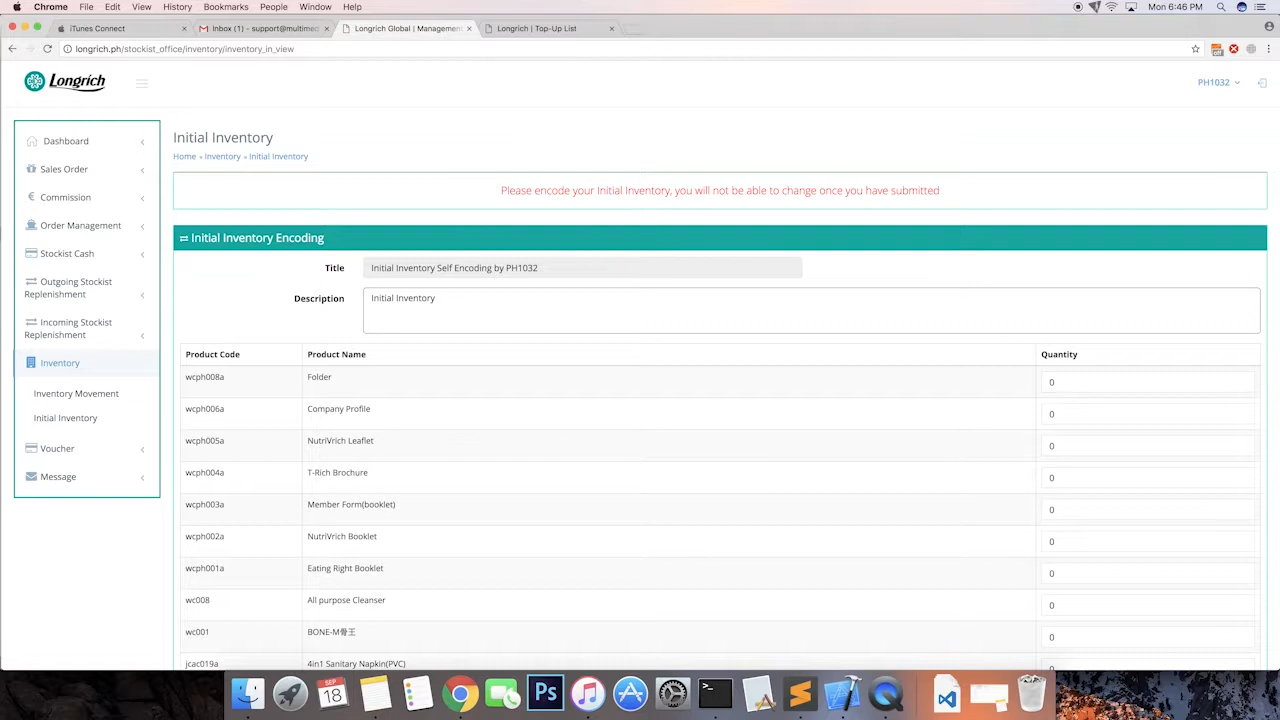 Chrome File Edit View History Bookmarks People Window Help
Mon 6:46 PM
iTunes Connect
Inbox (1) - support@multimed
Longrich Global | Management
Longrich | Top-Up List
longrich.ph/stockist_office/inventory/inventory_in_view
Longrich
PH1032
Dashboard
Sales Order
Commission
Order Management
Stockist Cash
Outgoing Stockist
Replenishment
Incoming Stockist
Replenishment
Inventory
Inventory Movement
Initial Inventory
Voucher
Message
Initial Inventory
Home » Inventory » Initial Inventory
Please encode your Initial Inventory, you will not be able to change once you have submitted
Initial Inventory Encoding
Title Initial Inventory Self Encoding by PH1032
Description Initial Inventory
Product Code Product Name Quantity
wcph008a Folder 0
wcph006a Company Profile 0
wcph005a NutriVrich Leaflet 0
wcph004a T-Rich Brochure 0
wcph003a Member Form(booklet) 0
wcph002a NutriVrich Booklet 0
wcph001a Eating Right Booklet 0
wc008 All purpose Cleanser 0
wc001 BONE-M骨王 0
jcac019a 4in1 Sanitary Napkin(PVC) 0
SEP
18
Ps